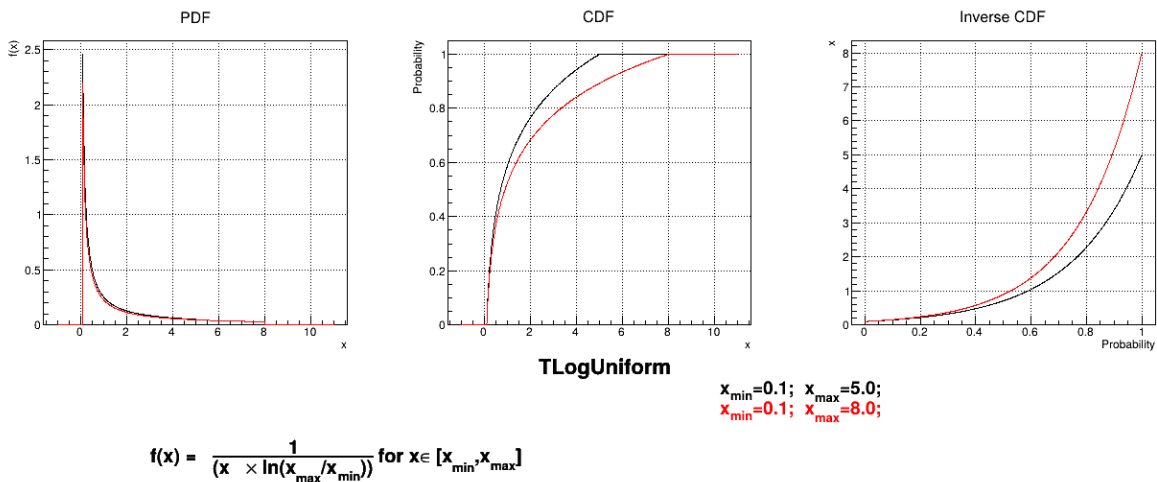 PDF
f(x)
2.5
2
1.5
1
0.5
0
0 2 4 6 8 10
x
CDF
Probability
1
0.8
0.6
0.4
0.2
0
0 2 4 6 8 10
x
Inverse CDF
x
8
7
6
5
4
3
2
1
0
0 0.2 0.4 0.6 0.8 1
Probability
TLogUniform
xmin=0.1; xmax=5.0;
xmin=0.1; xmax=8.0;
f(x) = 1 / (x × ln(xmax/xmin)) for x∈ [xmin,xmax]